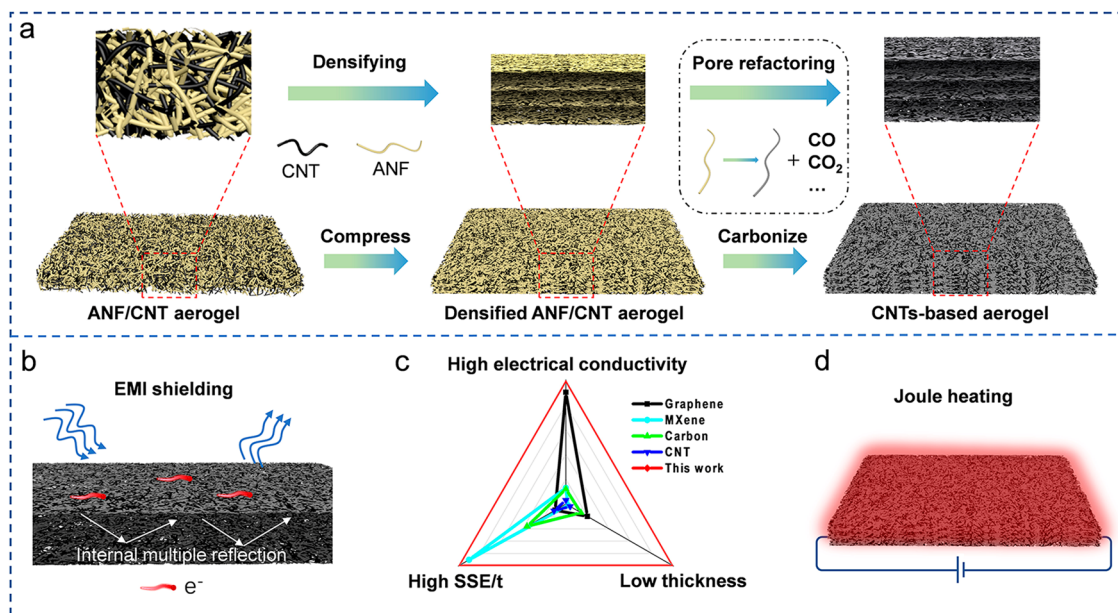 a
Densifying
Pore refactoring
CNT
ANF
+
CO
CO2
...
Compress
Carbonize
ANF/CNT aerogel
Densified ANF/CNT aerogel
CNTs-based aerogel
b
EMI shielding
Internal multiple reflection
e-
c
High electrical conductivity
Graphene
MXene
Carbon
CNT
This work
High SSE/t
Low thickness
d
Joule heating